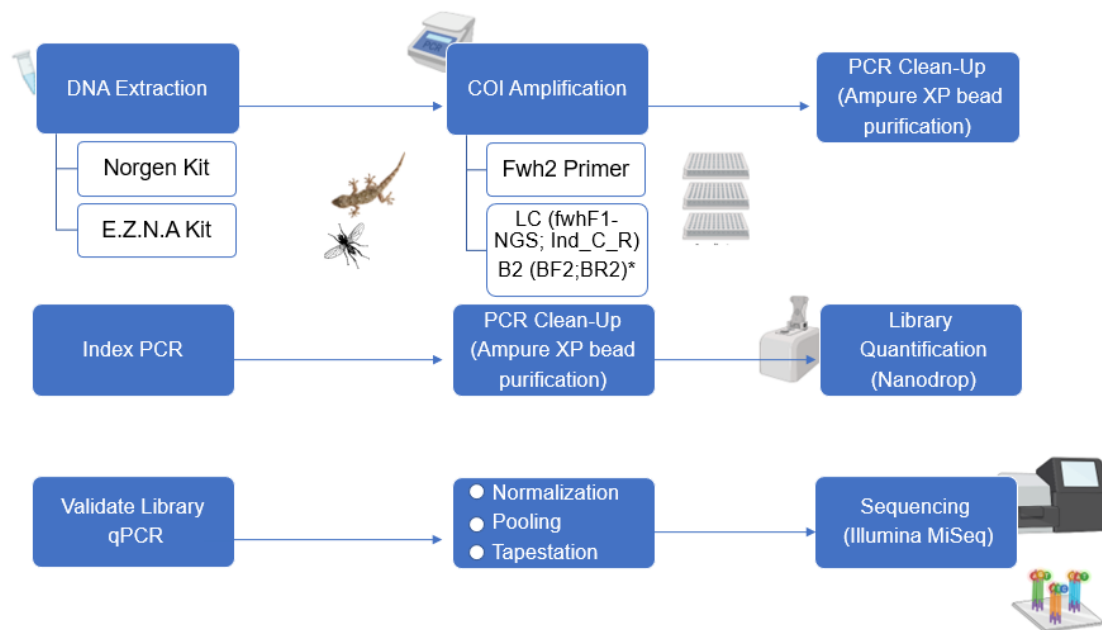 DNA Extraction
Norgen Kit
E.Z.N.A Kit
PCR
COI Amplification
Fwh2 Primer
LC (fwhF1-
NGS; Ind_C_R)
B2 (BF2;BR2)*
PCR Clean-Up
(Ampure XP bead
purification)
Index PCR
PCR Clean-Up
(Ampure XP bead
purification)
Library
Quantification
(Nanodrop)
Validate Library
qPCR
Normalization
Pooling
Tapestation
Sequencing
(Illumina MiSeq)